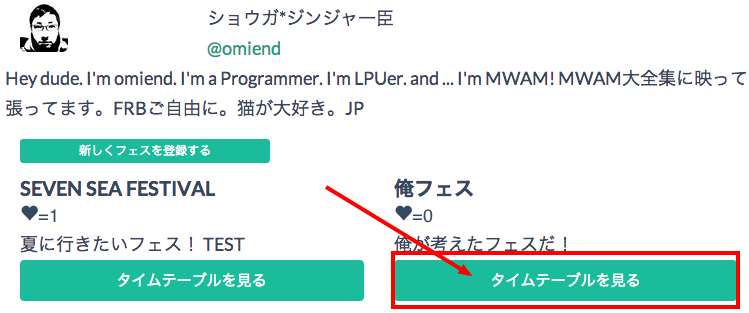 ショウガ*ジンジャー臣
@omiend
Hey dude. I'm omiend. I'm a Programmer. I'm LPUer. and ... I'm MWAM! MWAM大全集に映って
張ってます。FRBご自由に。猫が大好き。JP
新しくフェスを登録する
SEVEN SEA FESTIVAL
♥=1
夏に行きたいフェス！ TEST
タイムテーブルを見る
俺フェス
♥=0
俺が考えたフェスだ！
タイムテーブルを見る